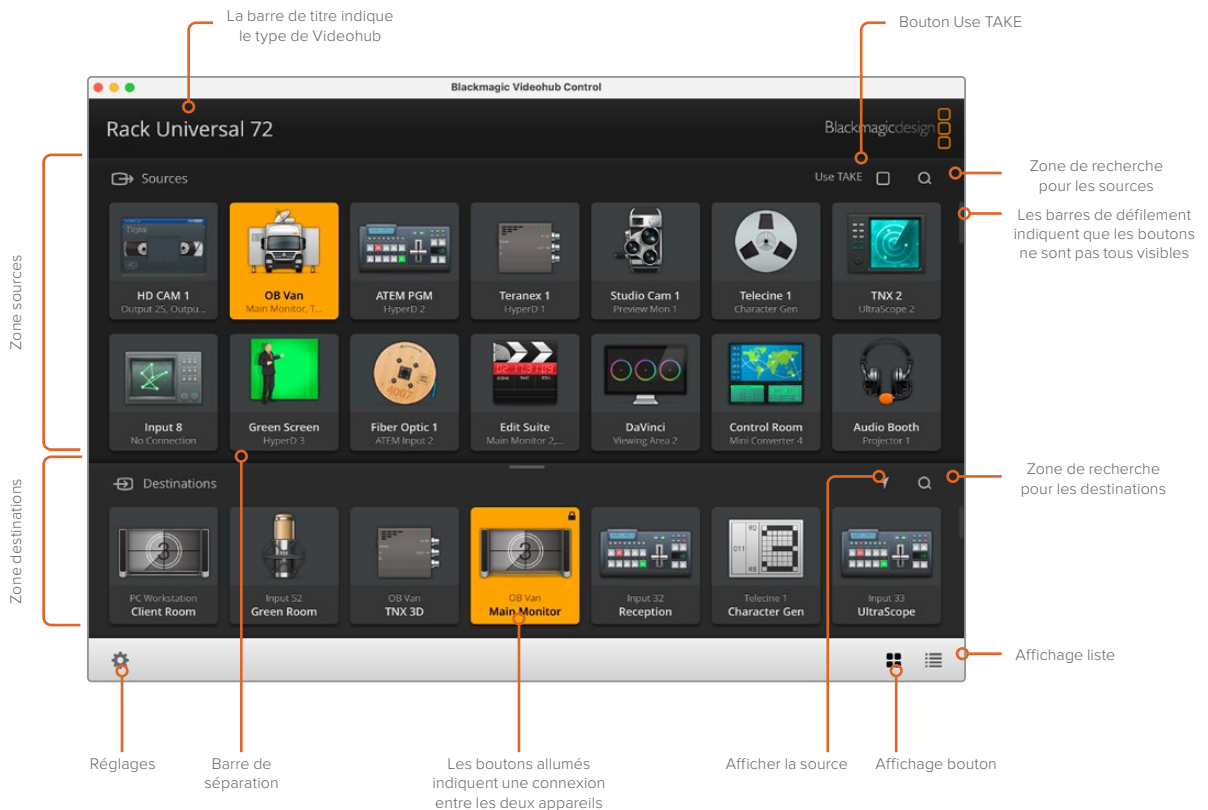 La barre de titre indique
le type de Videohub
Bouton Use TAKE
Blackmagic Videohub Control
Rack Universal 72
Blackmagicdesign
Sources
Use TAKE
Zone de recherche
pour les sources
Les barres de défilement
indiquent que les boutons
ne sont pas tous visibles
Zone sources
Digital
HD CAM 1
Output 25, Outpu...
OB Van
Main Monitor, T...
ATEM PGM
HyperD 2
Teranex 1
HyperD 1
Studio Cam 1
Preview Mon 1
Telecine 1
Character Gen
TNX 2
UltraScope 2
Input 8
No Connection
Green Screen
HyperD 3
A007
Fiber Optic 1
ATEM Input 2
Edit Suite
Main Monitor 2,...
DaVinci
Viewing Area 2
Control Room
Mini Converter 4
Audio Booth
Projector 1
Zone destinations
Destinations
Zone de recherche
pour les destinations
3
PC Workstation
Client Room
Input 52
Green Room
OB Van
TNX 3D
3
OB Van
Main Monitor
Input 32
Reception
RQ
011
R8
Telecine 1
Character Gen
Input 33
UltraScope
Affichage liste
Réglages
Barre de
séparation
Les boutons allumés
indiquent une connexion
entre les deux appareils
Afficher la source
Affichage bouton